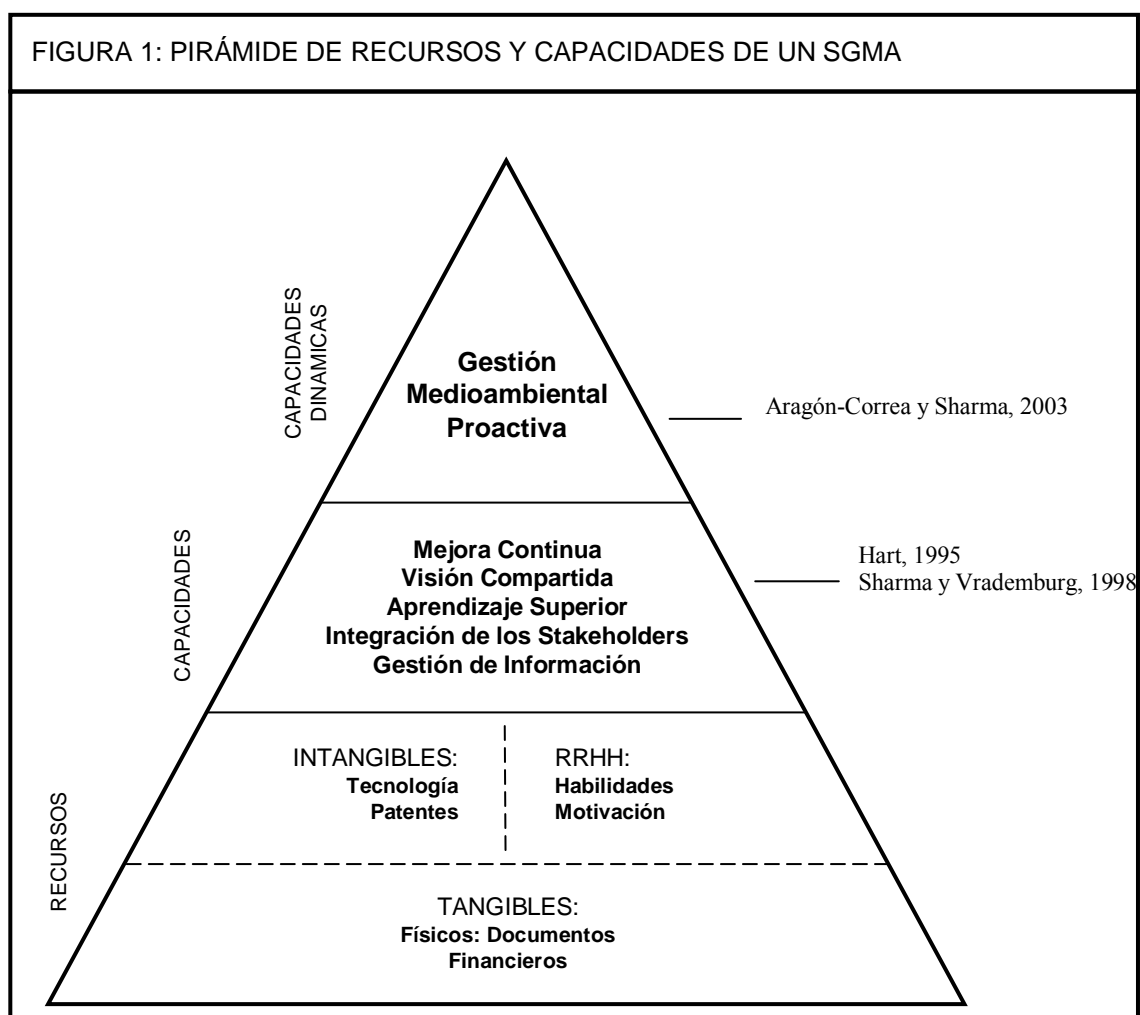 FIGURA 1: PIRÁMIDE DE RECURSOS Y CAPACIDADES DE UN SGMA
CAPACIDADES
DINAMICAS
Gestión
Medioambiental
Proactiva
Aragón-Correa y Sharma, 2003
CAPACIDADES
Mejora Continua
Visión Compartida
Aprendizaje Superior
Integración de los Stakeholders
Gestión de Información
Hart, 1995
Sharma y Vrademburg, 1998
RECURSOS
INTANGIBLES:
Tecnología
Patentes
RRHH:
Habilidades
Motivación
TANGIBLES:
Físicos: Documentos
Financieros